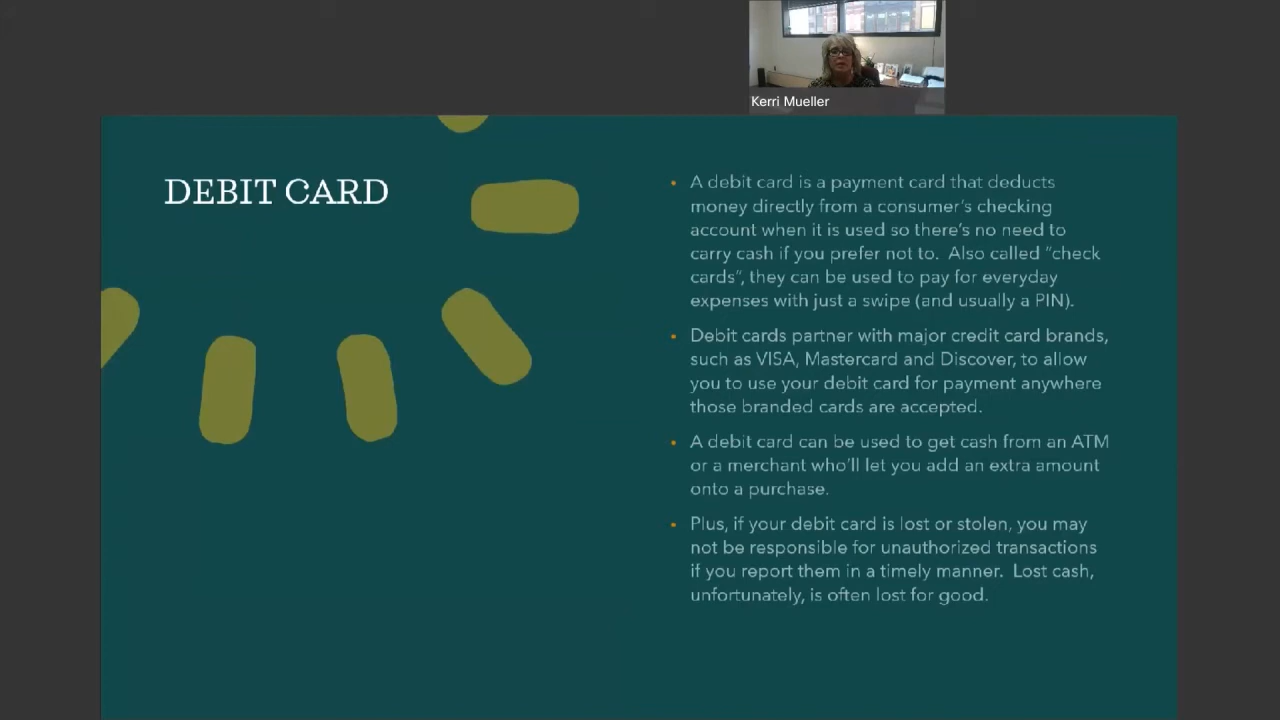 Kerri Mueller
DEBIT CARD
• A debit card is a payment card that deducts
money directly from a consumer's checking
account when it is used so there's no need to
carry cash if you prefer not to.  Also called "check
cards", they can be used to pay for everyday
expenses with just a swipe (and usually a PIN).
• Debit cards partner with major credit card brands,
such as VISA, Mastercard and Discover, to allow
you to use your debit card for payment anywhere
those branded cards are accepted.
• A debit card can be used to get cash from an ATM
or a merchant who'll let you add an extra amount
onto a purchase.
• Plus, if your debit card is lost or stolen, you may
not be responsible for unauthorized transactions
if you report them in a timely manner.  Lost cash,
unfortunately, is often lost for good.